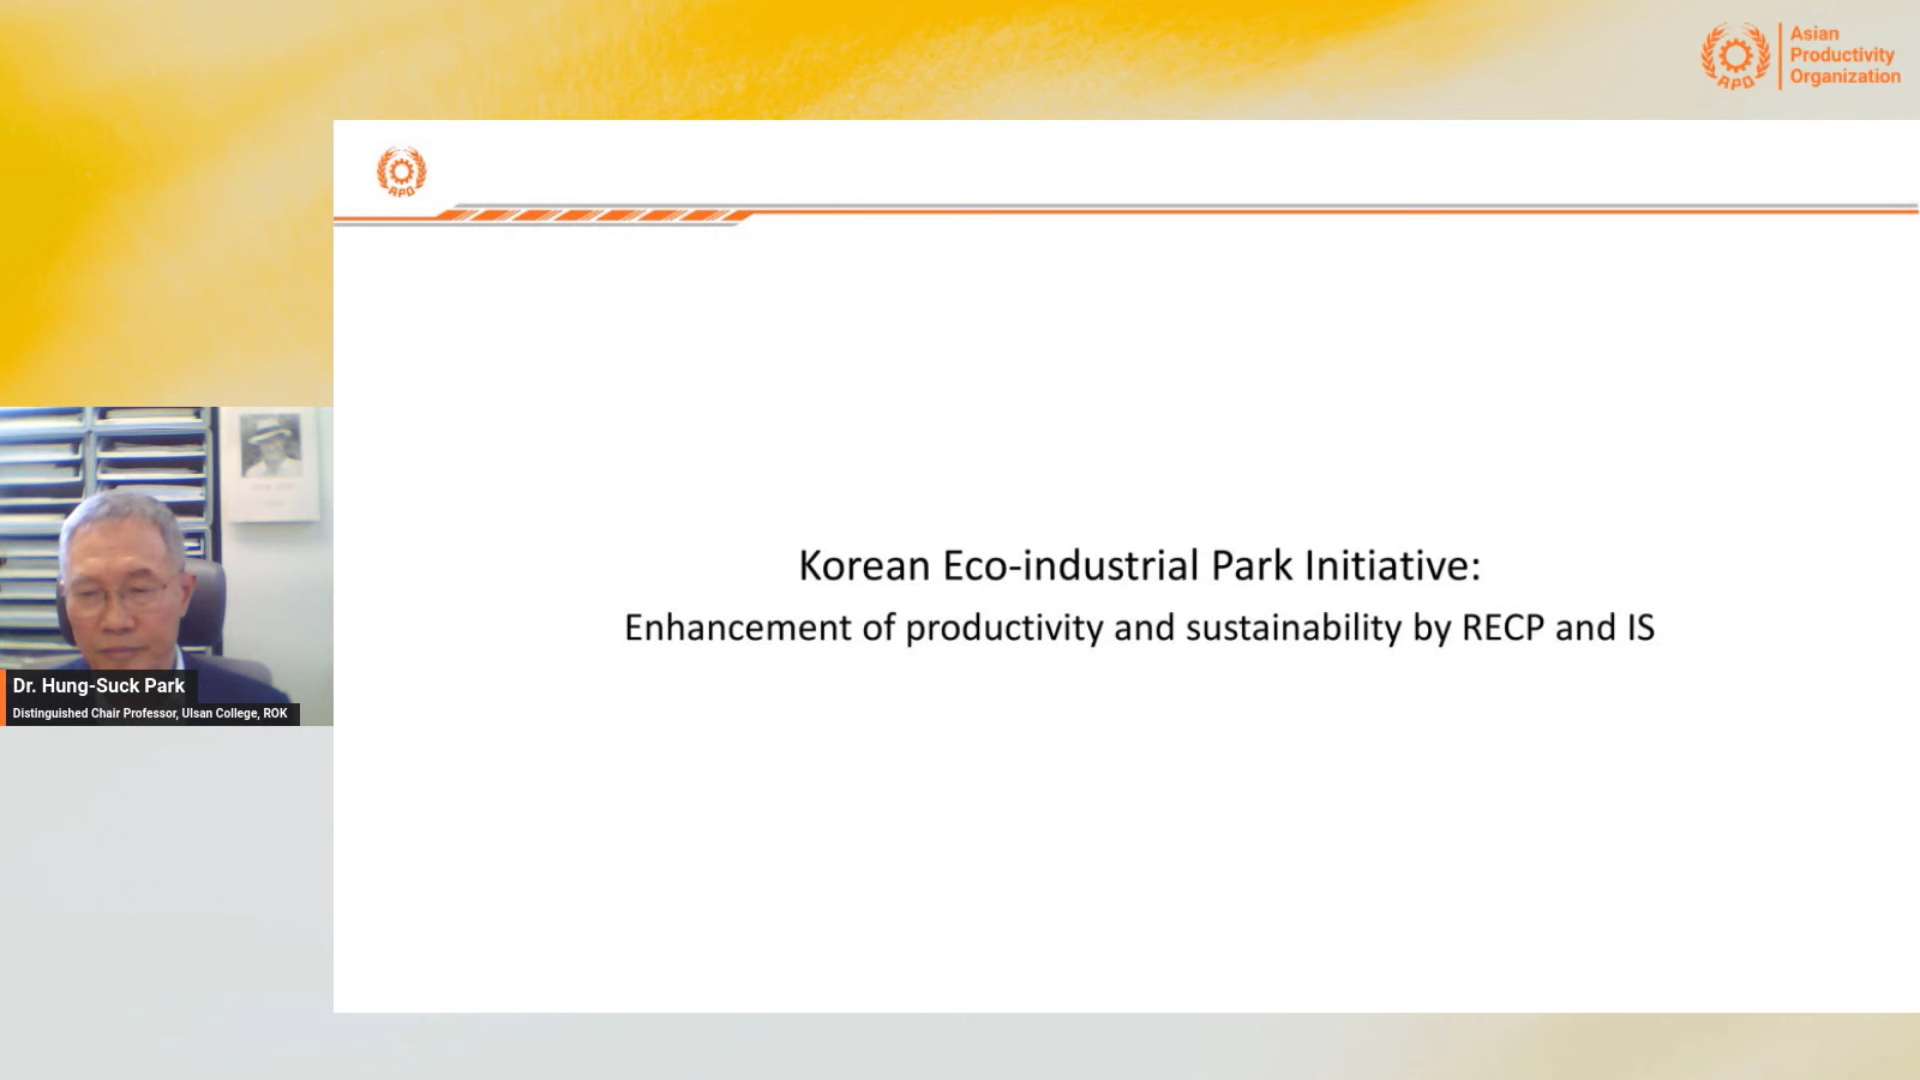 Asian
Productivity
Organization
APO
APO
Korean Eco-industrial Park Initiative:
Enhancement of productivity and sustainability by RECP and IS
Dr. Hung-Suck Park
Distinguished Chair Professor, Ulsan College, ROK